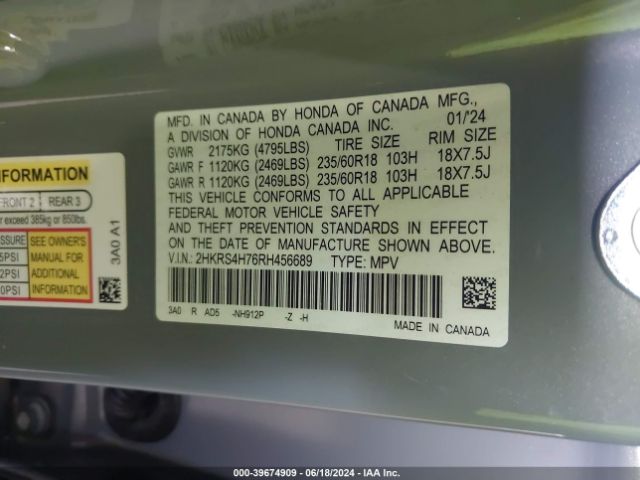 MFD. IN CANADA BY HONDA OF CANADA MFG.,
A DIVISION OF HONDA CANADA INC. 01/'24
GVWR 2175KG (4795LBS) TIRE SIZE RIM SIZE
GAWR F 1120KG (2469LBS) 235/60R18 103H 18X7.5J
GAWR R 1120KG (2469LBS) 235/60R18 103H 18X7.5J
THIS VEHICLE CONFORMS TO ALL APPLICABLE
FEDERAL MOTOR VEHICLE SAFETY
AND THEFT PREVENTION STANDARDS IN EFFECT
ON THE DATE OF MANUFACTURE SHOWN ABOVE.
V.I.N.: 2HKRS4H76RH456689 TYPE: MPV
3A0 R AD5 -NH912P -Z -H
MADE IN CANADA
INFORMATION
FRONT 2 REAR 3
exceed 385kg or 850lbs.
SEE OWNER'S
MANUAL FOR
ADDITIONAL
INFORMATION
3A0 A1
000-39674909 - 06/18/2024 - IAA Inc.